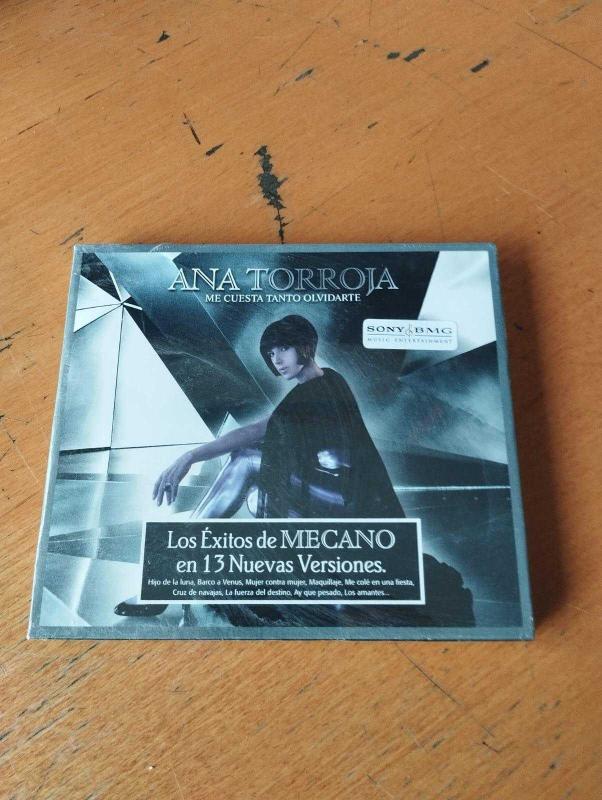 ANA TORROJA
ME CUESTA TANTO OLVIDARTE
SONY BMG
MUSIC ENTERTAINMENT
Los Éxitos de MECANO
en 13 Nuevas Versiones.
Hijo de la luna, Barco a Venus, Mujer contra mujer, Maquillaje, Me colé en una fiesta,
Cruz de navajas, La fuerza del destino, Ay que pesado, Los amantes...